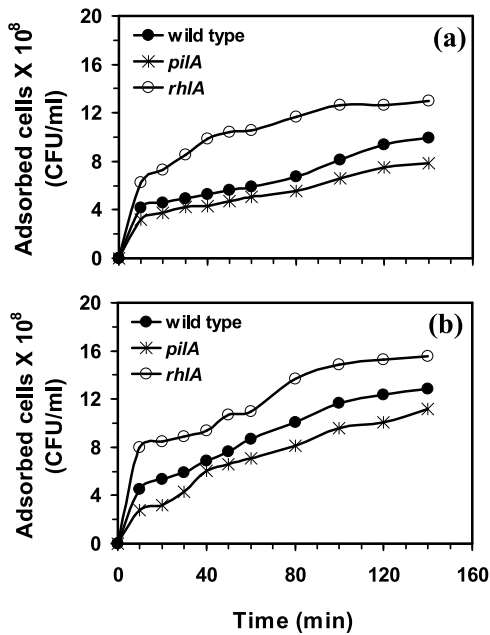 20
16
12
8
4
0
Adsorbed cells X 10⁸
(CFU/ml)
wild type
pilA
rhlA
(a)
20
16
12
8
4
0
Adsorbed cells X 10⁸
(CFU/ml)
wild type
pilA
rhlA
(b)
0 40 80 120 160
Time (min)